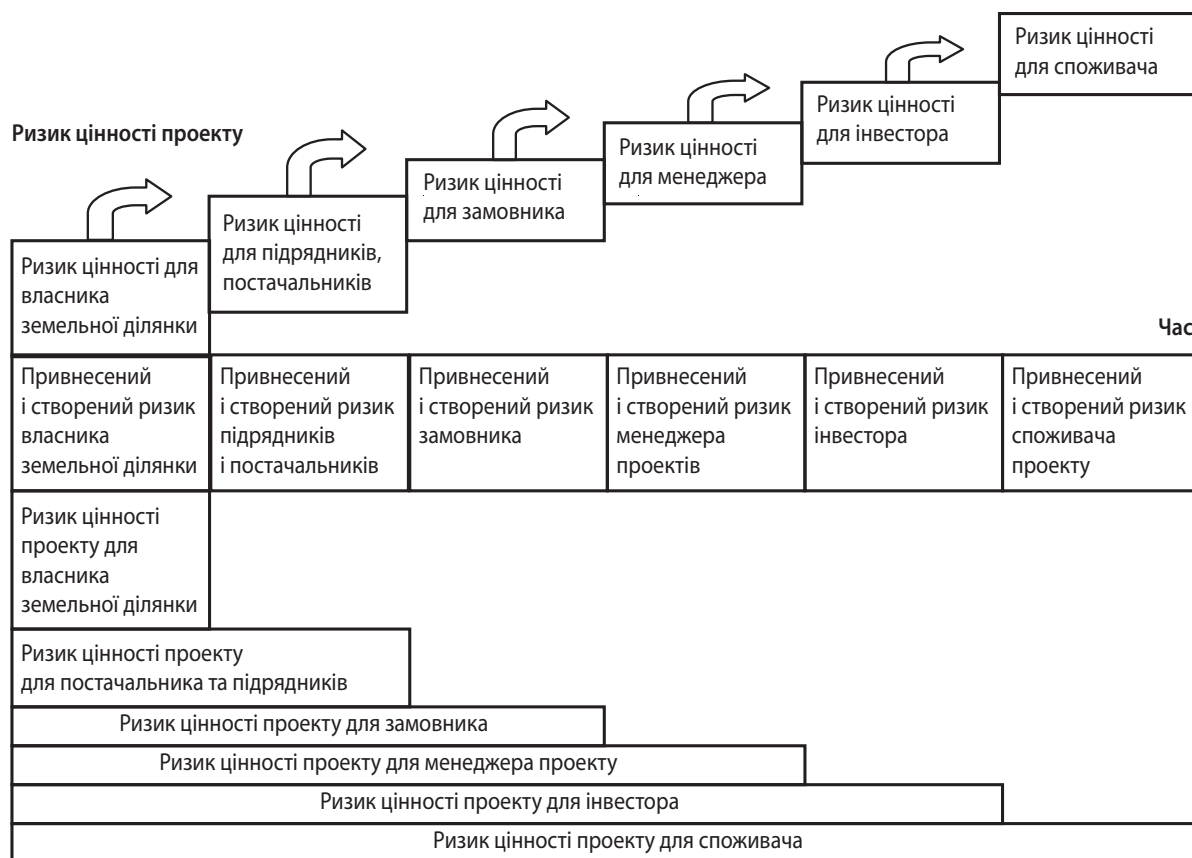 Ризик цінності
для споживача
Ризик цінності
для інвестора
Ризик цінності проекту
Ризик цінності
для менеджера
Ризик цінності
для замовника
Ризик цінності
для підрядників,
постачальників
Ризик цінності для
власника
земельної ділянки
Час
Привнесений
і створений ризик
власника
земельної ділянки
Привнесений
і створений ризик
підрядників
і постачальників
Привнесений
і створений ризик
замовника
Привнесений
і створений ризик
менеджера
проектів
Привнесений
і створений ризик
інвестора
Привнесений
і створений ризик
споживача
проекту
Ризик цінності
проекту для
власника
земельної ділянки
Ризик цінності проекту
для постачальника та підрядників
Ризик цінності проекту для замовника
Ризик цінності проекту для менеджера проекту
Ризик цінності проекту для інвестора
Ризик цінності проекту для споживача